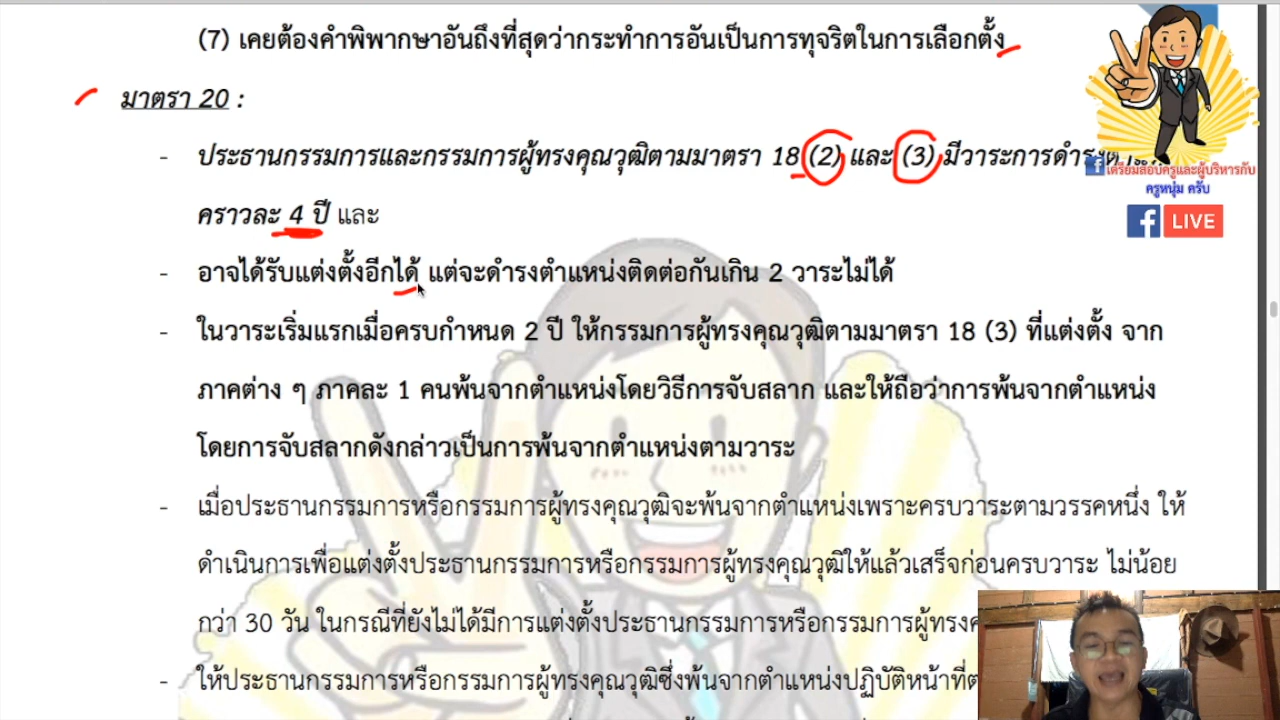 (7) เคยต้องคำพิพากษาอันถึงที่สุดว่ากระทำการอันเป็นการทุจริตในการเลือกตั้ง
มาตรา 20 :
- ประธานกรรมการและกรรมการผู้ทรงคุณวุฒิตามมาตรา 18 (2) และ (3) มีวาระการ
คราวละ 4 ปี และ
- อาจได้รับแต่งตั้งอีกได้ แต่จะดำรงตำแหน่งติดต่อกันเกิน 2 วาระไม่ได้
- ในวาระเริ่มแรกเมื่อครบกำหนด 2 ปี ให้กรรมการผู้ทรงคุณวุฒิตามมาตรา 18 (3) ที่แต่งตั้ง จาก
ภาคต่าง ๆ ภาคละ 1 คนพ้นจากตำแหน่งโดยวิธีการจับสลาก และให้ถือว่าการพ้นจากตำแหน่ง
โดยการจับสลากดังกล่าวเป็นการพ้นจากตำแหน่งตามวาระ
- เมื่อประธานกรรมการหรือกรรมการผู้ทรงคุณวุฒิจะพ้นจากตำแหน่งเพราะครบวาระตามวรรคหนึ่ง ให้
ดำเนินการเพื่อแต่งตั้งประธานกรรมการหรือกรรมการผู้ทรงคุณวุฒิให้แล้วเสร็จก่อนครบวาระ ไม่น้อย
กว่า 30 วัน ในกรณีที่ยังไม่ได้มีการแต่งตั้งประธานกรรมการหรือกรรมการผู้ทรง
- ให้ประธานกรรมการหรือกรรมการผู้ทรงคุณวุฒิซึ่งพ้นจากตำแหน่งปฏิบัติหน้าที่
f เตรียมสอบครูและผู้บริหารกับ
ครูหนุ่ม ครับ
f LIVE